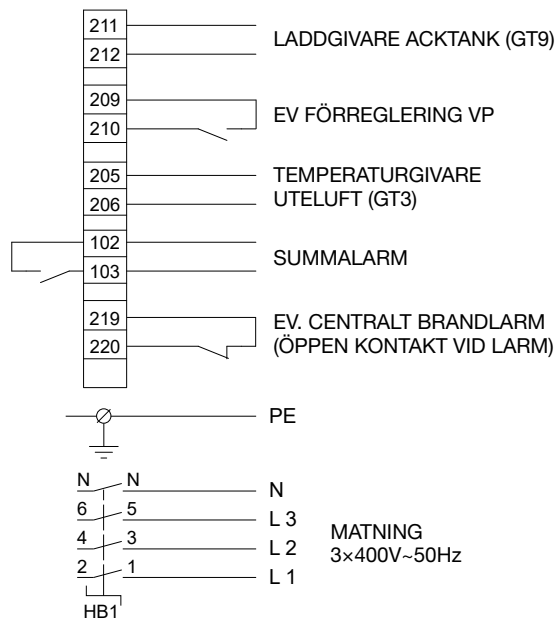 211
212
LADDGIVARE ACKTANK (GT9)
209
210
EV FÖRREGLERING VP
205
206
TEMPERATURGIVARE
UTELUFT (GT3)
102
103
SUMMALARM
219
220
EV. CENTRALT BRANDLARM
(ÖPPEN KONTAKT VID LARM)
PE
N N N
6 5 L 3
4 3 L 2
2 1 L 1
MATNING
3×400V~50Hz
HB1